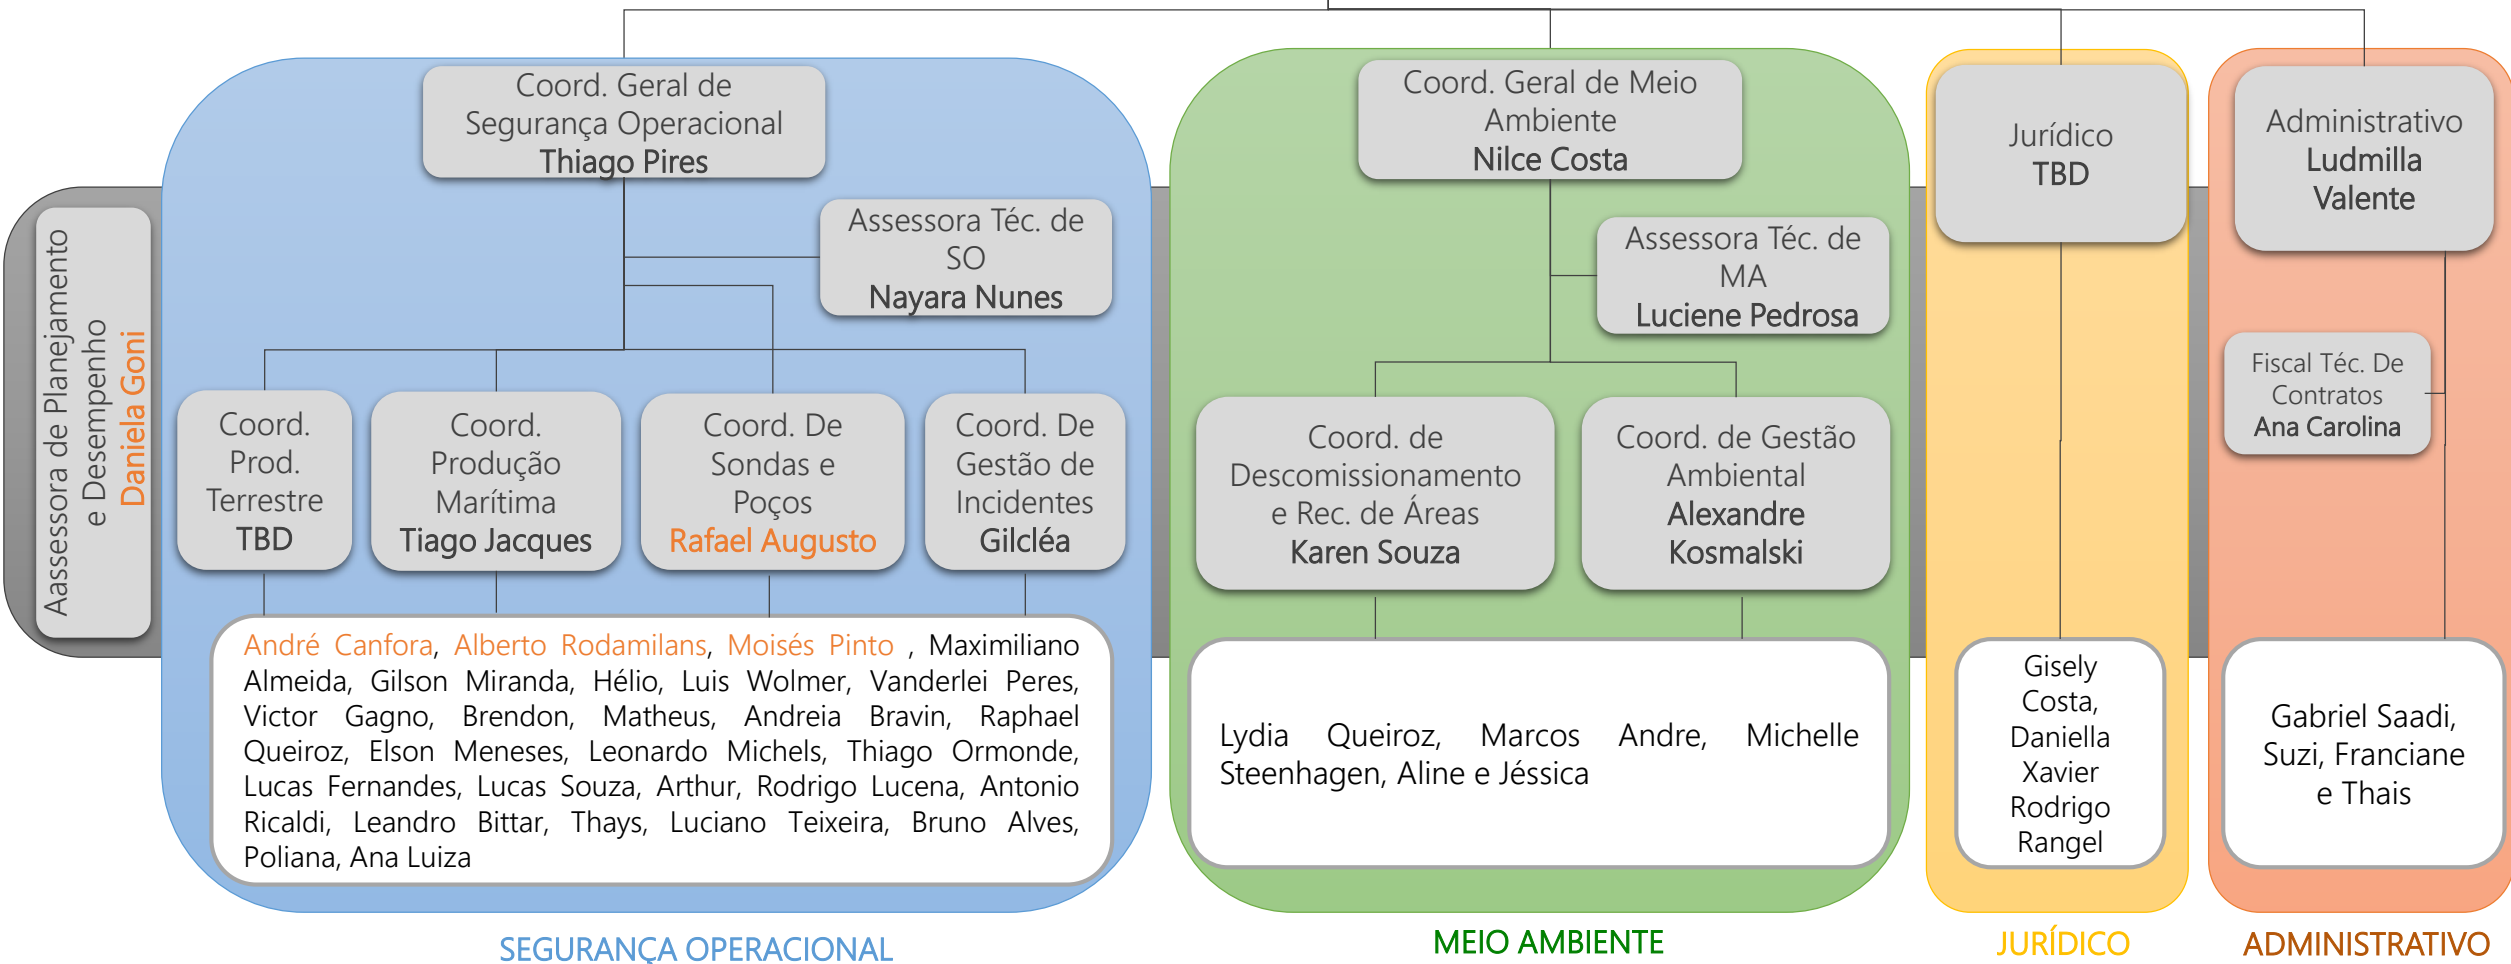 Coord. Geral de
Segurança Operacional
Thiago Pires
Coord. Geral de Meio
Ambiente
Nilce Costa
Jurídico
TBD
Administrativo
Ludmilla
Valente
Aassessora de Planejamento
e Desempenho
Daniela Goni
Assessora Téc. de
SO
Nayara Nunes
Assessora Téc. de
MA
Luciene Pedrosa
Fiscal Téc. De
Contratos
Ana Carolina
Coord.
Prod.
Terrestre
TBD
Coord.
Produção
Marítima
Tiago Jacques
Coord. De
Sondas e
Poços
Rafael Augusto
Coord. De
Gestão de
Incidentes
Gilcléa
Coord. de
Descomissionamento
e Rec. de Áreas
Karen Souza
Coord. de Gestão
Ambiental
Alexandre
Kosmalski
André Canfora, Alberto Rodamilans, Moisés Pinto , Maximiliano
Almeida, Gilson Miranda, Hélio, Luis Wolmer, Vanderlei Peres,
Victor Gagno, Brendon, Matheus, Andreia Bravin, Raphael
Queiroz, Elson Meneses, Leonardo Michels, Thiago Ormonde,
Lucas Fernandes, Lucas Souza, Arthur, Rodrigo Lucena, Antonio
Ricaldi, Leandro Bittar, Thays, Luciano Teixeira, Bruno Alves,
Poliana, Ana Luiza
Lydia Queiroz, Marcos Andre, Michelle
Steenhagen, Aline e Jéssica
Gisely
Costa,
Daniella
Xavier
Rodrigo
Rangel
Gabriel Saadi,
Suzi, Franciane
e Thais
SEGURANÇA OPERACIONAL
MEIO AMBIENTE
JURÍDICO
ADMINISTRATIVO